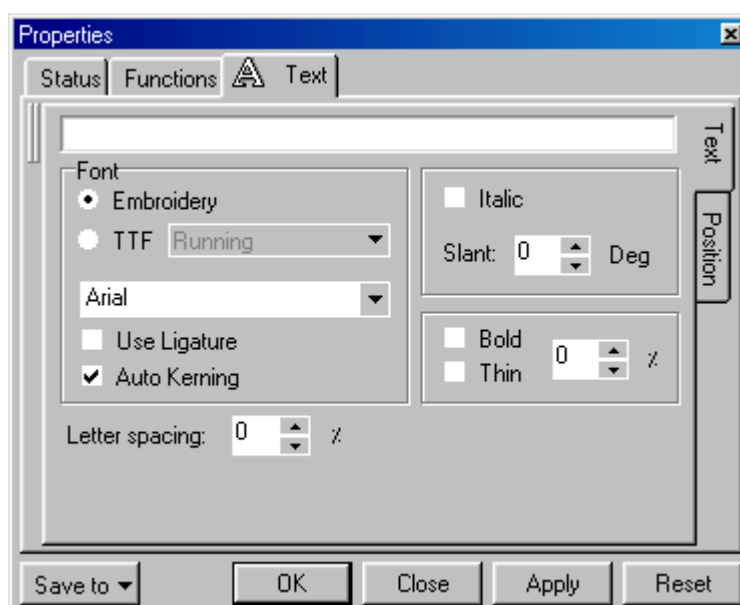 Properties
Status Functions A Text
Text
Position
Font
Embroidery
TTF Running
Arial
Use Ligature
Auto Kerning
Italic
Slant: 0 Deg
Bold
Thin
0 %
Letter spacing: 0 %
Save to OK Close Apply Reset